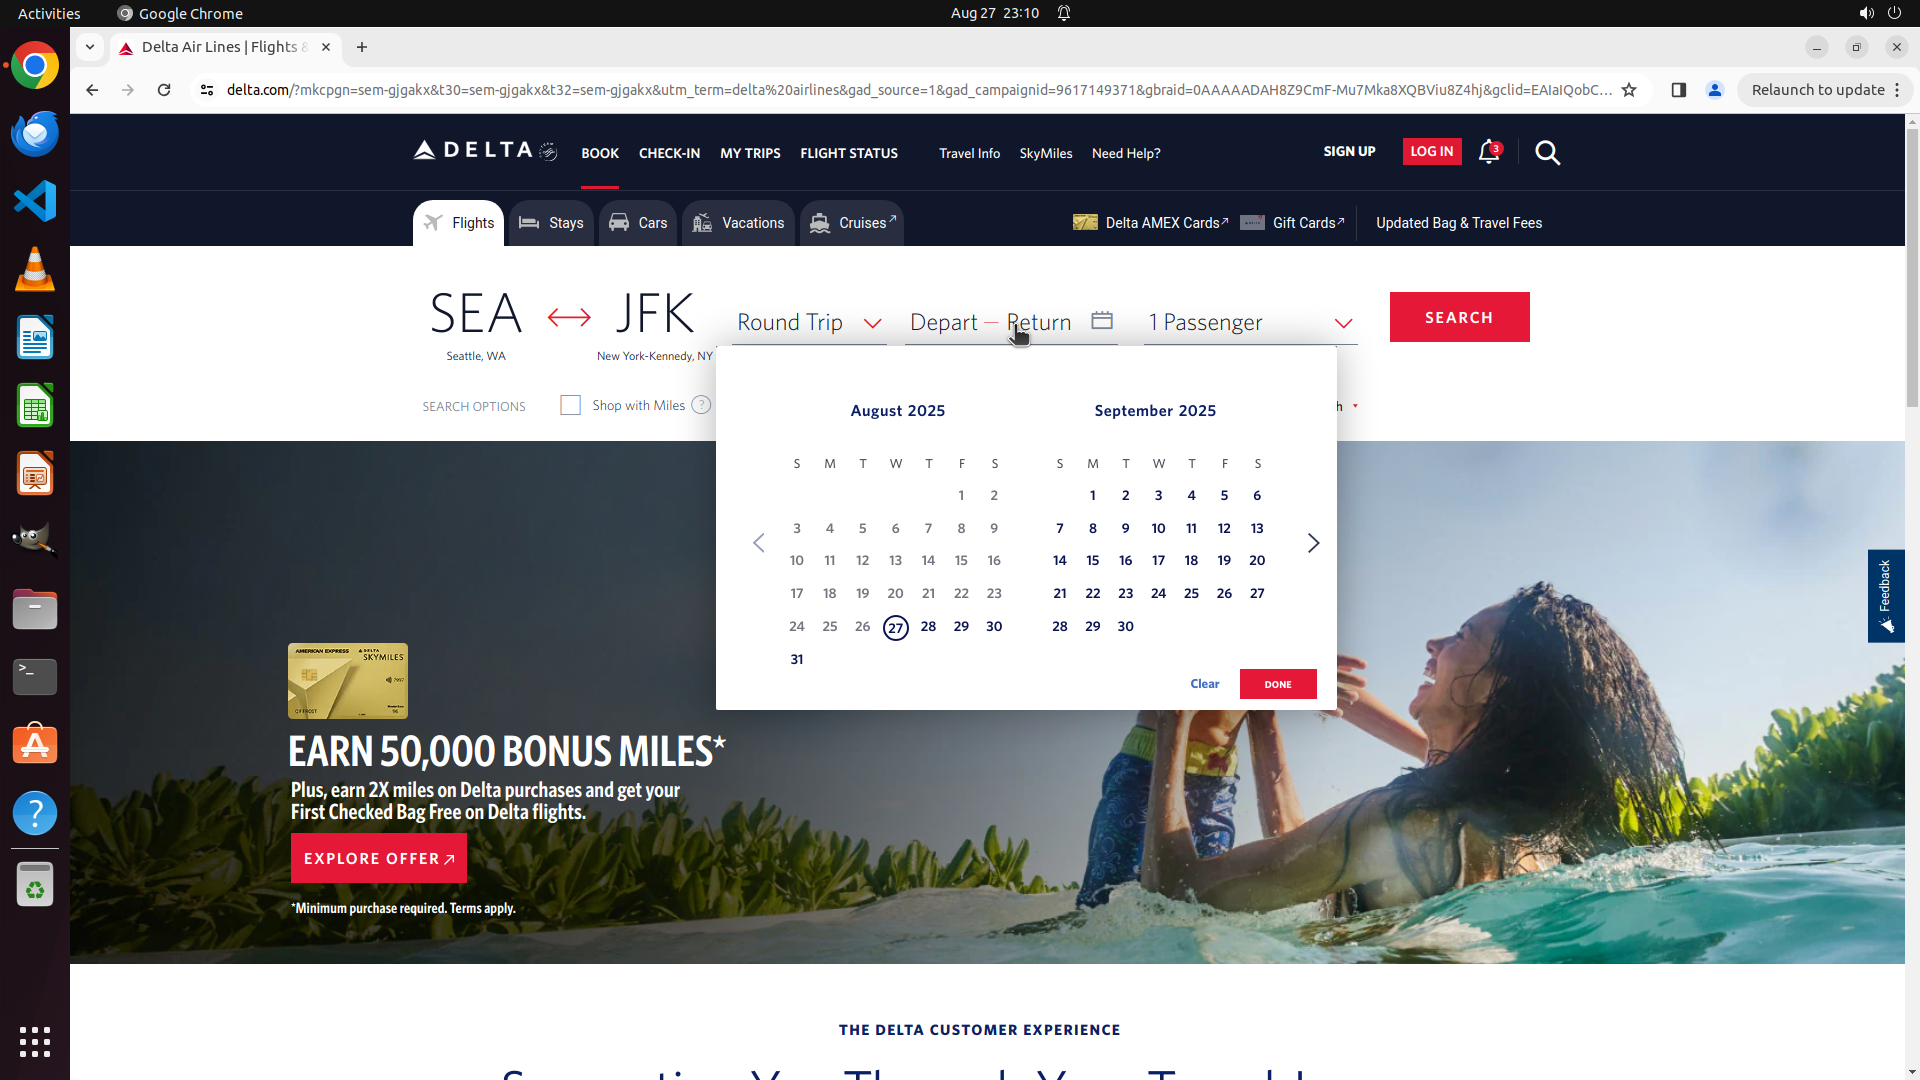 Activities
Google Chrome
Aug 27 23:10
Delta Air Lines | Flights &
delta.com/?mkcpgn=sem-gjgakx&t30=sem-gjgakx&t32=sem-gjgakx&utm_term=delta%20airlines&gad_source=1&gad_campaignid=9617149371&gbraid=0AAAAADAH8Z9CmF-Mu7Mka8XQBViu8Z4hj&gclid=EAIaIQobC...
Relaunch to update
DELTA
BOOK
CHECK-IN
MY TRIPS
FLIGHT STATUS
Travel Info
SkyMiles
Need Help?
SIGN UP
LOG IN
3
Flights
Stays
Cars
Vacations
Cruises
Delta AMEX Cards
Gift Cards
Updated Bag & Travel Fees
SEA
JFK
Round Trip
Depart — Return
1 Passenger
SEARCH
Seattle, WA
New York-Kennedy, NY
SEARCH OPTIONS
Shop with Miles
?
h
August 2025
September 2025
S M T W T F S
S M T W T F S
1 2
1 2 3 4 5 6
3 4 5 6 7 8 9
7 8 9 10 11 12 13
10 11 12 13 14 15 16
14 15 16 17 18 19 20
17 18 19 20 21 22 23
21 22 23 24 25 26 27
24 25 26 27 28 29 30
28 29 30
31
Clear
DONE
Feedback
AMERICAN EXPRESS
DELTA
SKYMILES
EARN 50,000 BONUS MILES*
Plus, earn 2X miles on Delta purchases and get your
First Checked Bag Free on Delta flights.
EXPLORE OFFER
*Minimum purchase required. Terms apply.
THE DELTA CUSTOMER EXPERIENCE